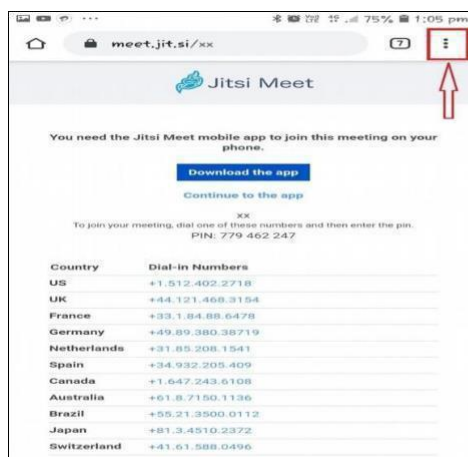 75% 1:05 pm
meet.jit.si/xx
7
Jitsi Meet
You need the Jitsi Meet mobile app to join this meeting on your
phone.
Download the app
Continue to the app
xx
To join your meeting, dial one of these numbers and then enter the pin.
PIN: 779 462 247
Country Dial-in Numbers
US +1.512.402.2718
UK +44.121.468.3154
France +33.1.84.88.6478
Germany +49.89.380.38719
Netherlands +31.85.208.1541
Spain +34.932.205.409
Canada +1.647.243.6108
Australia +61.8.7150.1136
Brazil +55.21.3500.0112
Japan +81.3.4510.2372
Switzerland +41.61.588.0496